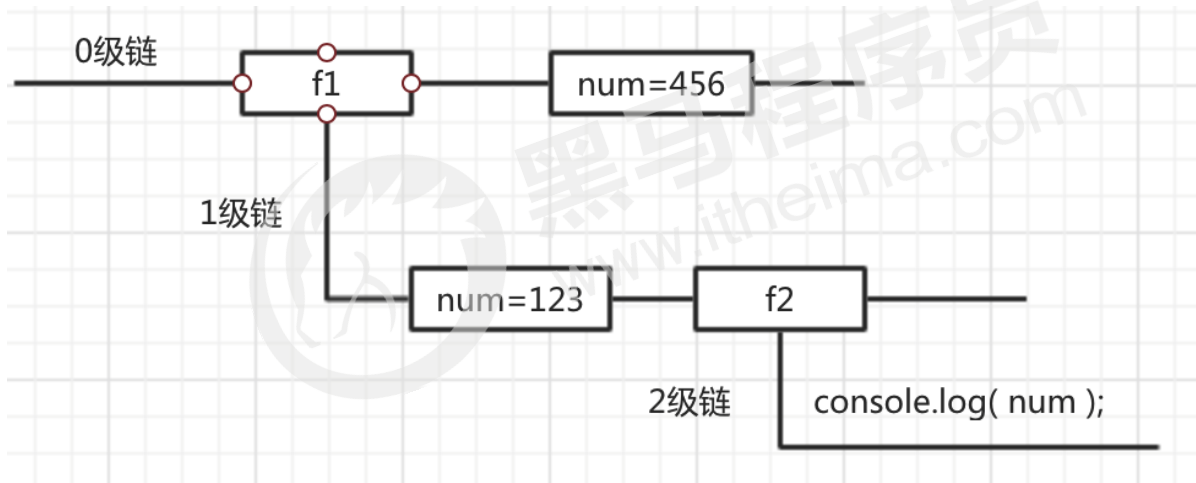 0级链
f1
num=456
黑马程序员
www.itheima.com
1级链
num=123
f2
2级链
console.log( num );